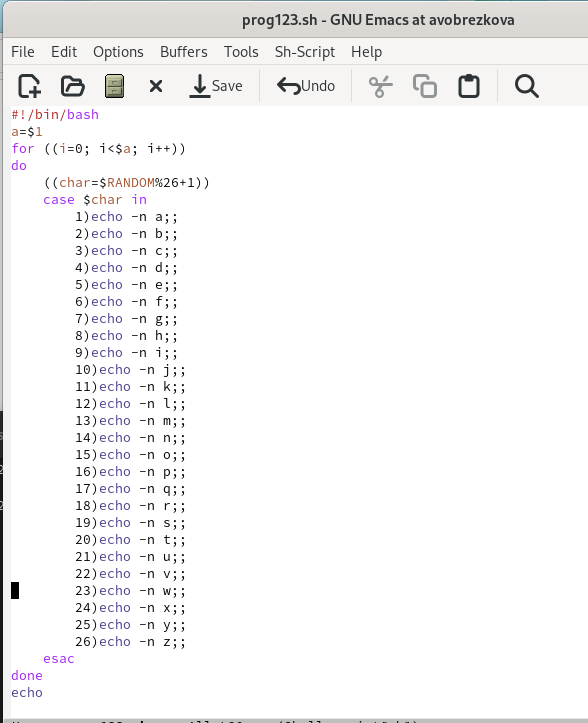 prog123.sh - GNU Emacs at avobrezkova
File Edit Options Buffers Tools Sh-Script Help
Save Undo
#!/bin/bash
a=$1
for ((i=0; i<$a; i++))
do
    ((char=$RANDOM%26+1))
    case $char in
        1)echo -n a;;
        2)echo -n b;;
        3)echo -n c;;
        4)echo -n d;;
        5)echo -n e;;
        6)echo -n f;;
        7)echo -n g;;
        8)echo -n h;;
        9)echo -n i;;
        10)echo -n j;;
        11)echo -n k;;
        12)echo -n l;;
        13)echo -n m;;
        14)echo -n n;;
        15)echo -n o;;
        16)echo -n p;;
        17)echo -n q;;
        18)echo -n r;;
        19)echo -n s;;
        20)echo -n t;;
        21)echo -n u;;
        22)echo -n v;;
        23)echo -n w;;
        24)echo -n x;;
        25)echo -n y;;
        26)echo -n z;;
    esac
done
echo